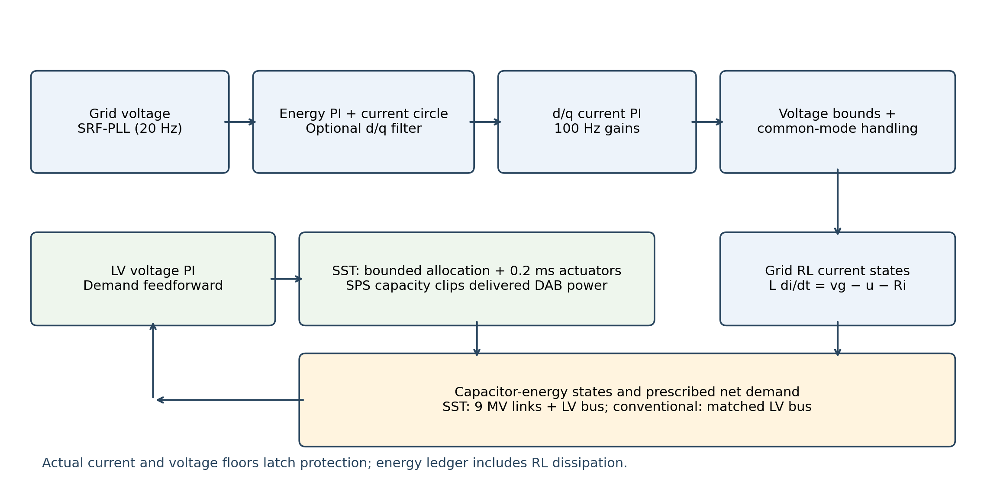 Grid voltage
SRF-PLL (20 Hz)
Energy PI + current circle
Optional d/q filter
d/q current PI
100 Hz gains
Voltage bounds +
common-mode handling
LV voltage PI
Demand feedforward
SST: bounded allocation + 0.2 ms actuators
SPS capacity clips delivered DAB power
Grid RL current states
L di/dt = vg − u − Ri
Capacitor-energy states and prescribed net demand
SST: 9 MV links + LV bus; conventional: matched LV bus
Actual current and voltage floors latch protection; energy ledger includes RL dissipation.